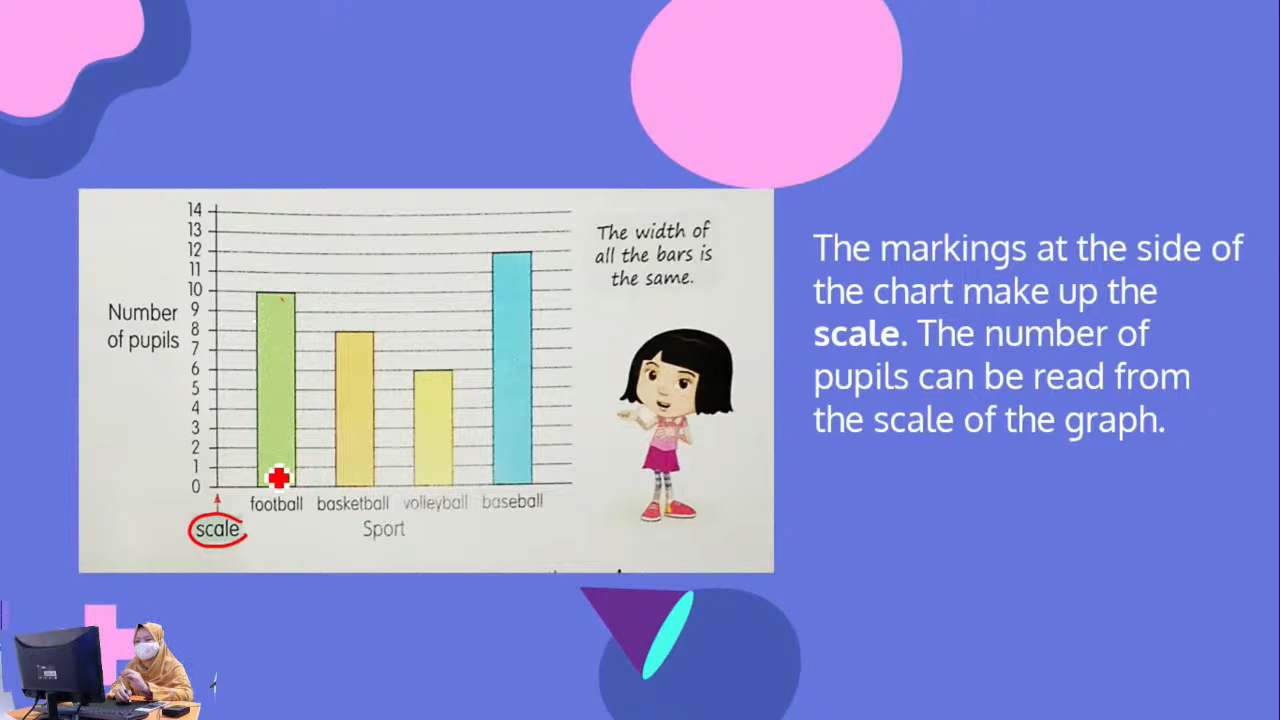 14
13
12
11
10
9
8
7
6
5
4
3
2
1
0
Number
of pupils
football basketball volleyball baseball
scale
Sport
The width of
all the bars is
the same.
The markings at the side of
the chart make up the
scale. The number of
pupils can be read from
the scale of the graph.